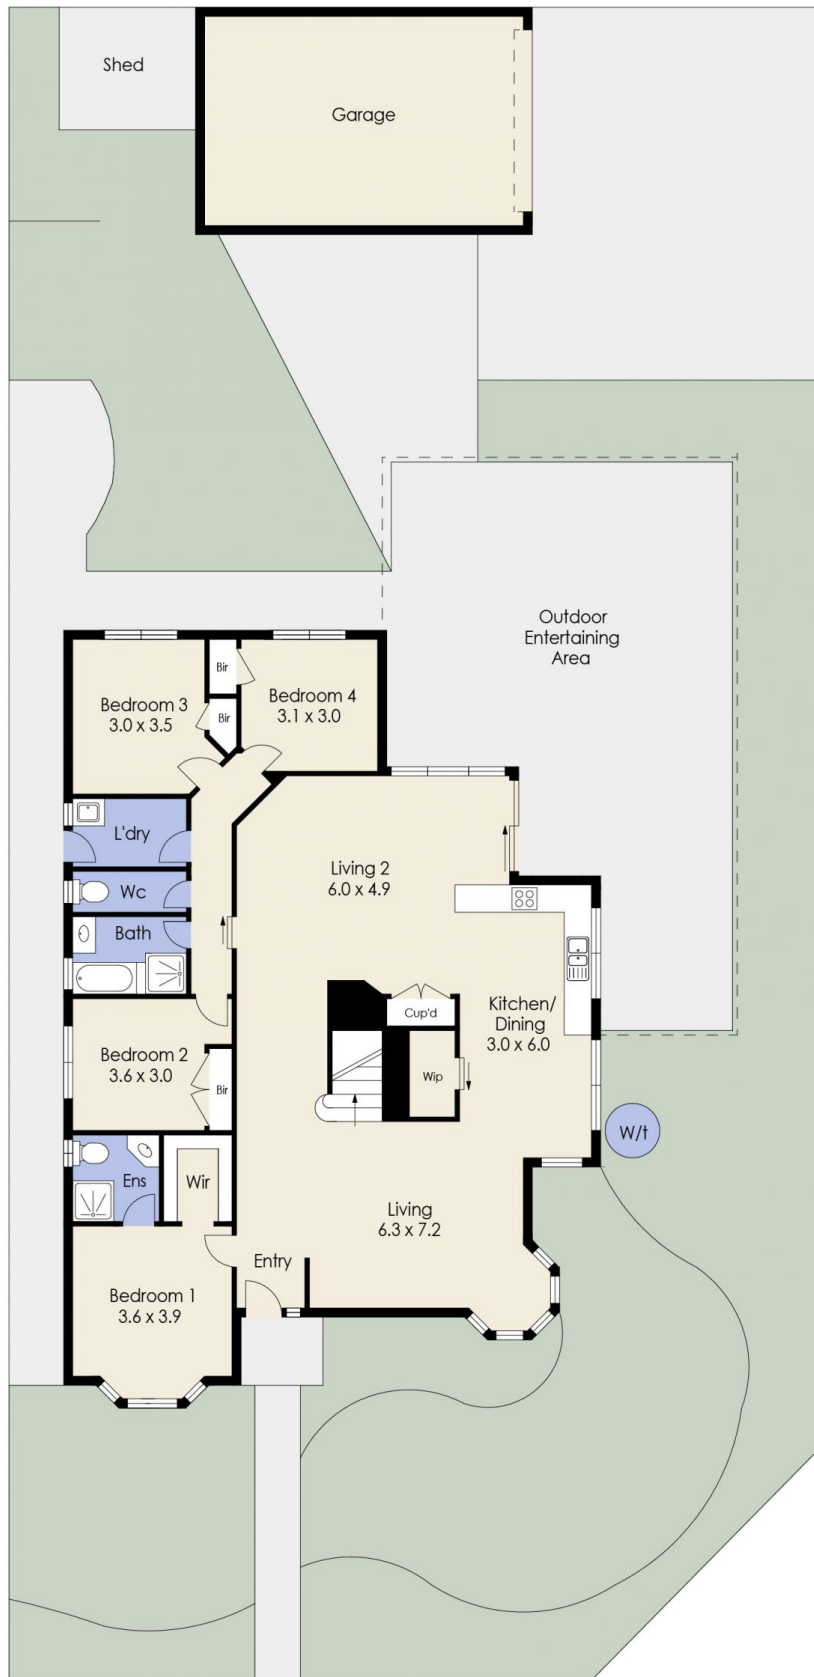 Shed
Garage
Outdoor
Entertaining
Area
Bir
Bedroom 3
3.0 x 3.5
Bedroom 4
3.1 x 3.0
Bir
L'dry
Living 2
6.0 x 4.9
Wc
Bath
Cup'd
Kitchen/
Dining
3.0 x 6.0
Bedroom 2
3.6 x 3.0
Bir
Wip
W/t
Ens
Wir
Living
6.3 x 7.2
Entry
Bedroom 1
3.6 x 3.9